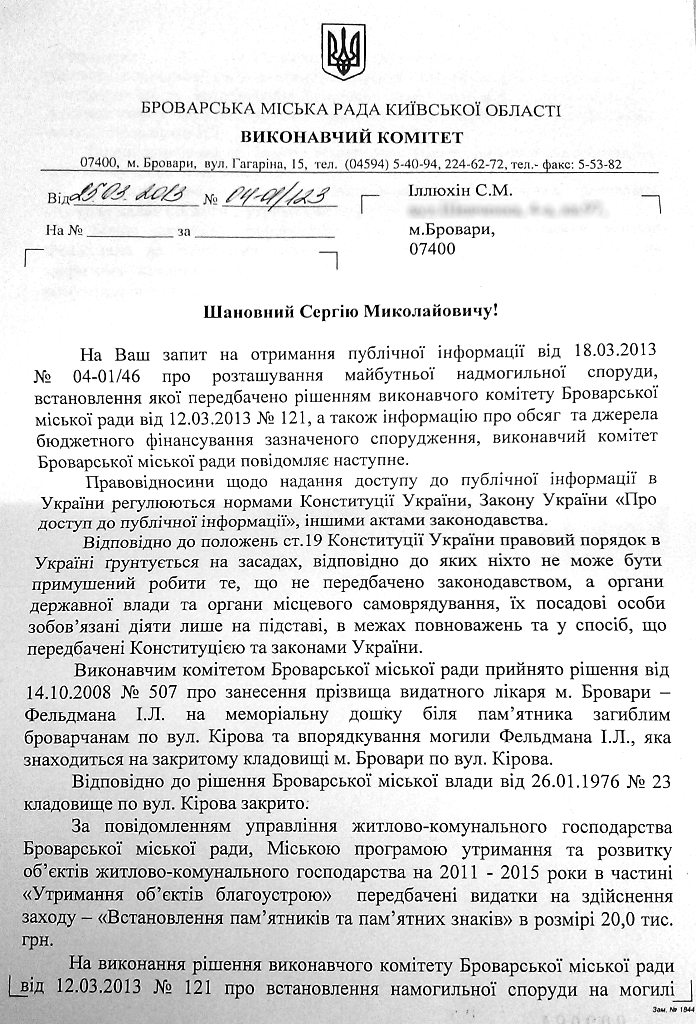 БРОВАРСЬКА МІСЬКА РАДА КИЇВСЬКОЇ ОБЛАСТІ
ВИКОНАВЧИЙ КОМІТЕТ
07400, м. Бровари, вул. Гагаріна, 15, тел. (04594) 5-40-94, 224-62-72, тел.- факс: 5-53-82
Від 25.03.2013 № 04-01/123
На № за
Іллюхін С.М.
м.Бровари,
07400
Шановний Сергію Миколайовичу!
На Ваш запит на отримання публічної інформації від 18.03.2013
№ 04-01/46 про розташування майбутньої надмогильної споруди,
встановлення якої передбачено рішенням виконавчого комітету Броварської
міської ради від 12.03.2013 № 121, а також інформацію про обсяг та джерела
бюджетного фінансування зазначеного спорудження, виконавчий комітет
Броварської міської ради повідомляє наступне.
Правовідносини щодо надання доступу до публічної інформації в
України регулюються нормами Конституції України, Закону України «Про
доступ до публічної інформації», іншими актами законодавства.
Відповідно до положень ст.19 Конституції України правовий порядок в
Україні ґрунтується на засадах, відповідно до яких ніхто не може бути
примушений робити те, що не передбачено законодавством, а органи
державної влади та органи місцевого самоврядування, їх посадові особи
зобов’язані діяти лише на підставі, в межах повноважень та у спосіб, що
передбачені Конституцією та законами України.
Виконавчим комітетом Броварської міської ради прийнято рішення від
14.10.2008 № 507 про занесення прізвища видатного лікаря м. Бровари –
Фельдмана І.Л. на меморіальну дошку біля пам’ятника загиблим
броварчанам по вул. Кірова та впорядкування могили Фельдмана І.Л., яка
знаходиться на закритому кладовищі м. Бровари по вул. Кірова.
Відповідно до рішення Броварської міської влади від 26.01.1976 № 23
кладовище по вул. Кірова закрито.
За повідомленням управління житлово-комунального господарства
Броварської міської ради, Міською програмою утримання та розвитку
об’єктів житлово-комунального господарства на 2011 - 2015 роки в частині
«Утримання об’єктів благоустрою» передбачені видатки на здійснення
заходу – «Встановлення пам’ятників та пам’ятних знаків» в розмірі 20,0 тис.
грн.
На виконання рішення виконавчого комітету Броварської міської ради
від 12.03.2013 № 121 про встановлення намогильної споруди на могилі
Зам. № 1844